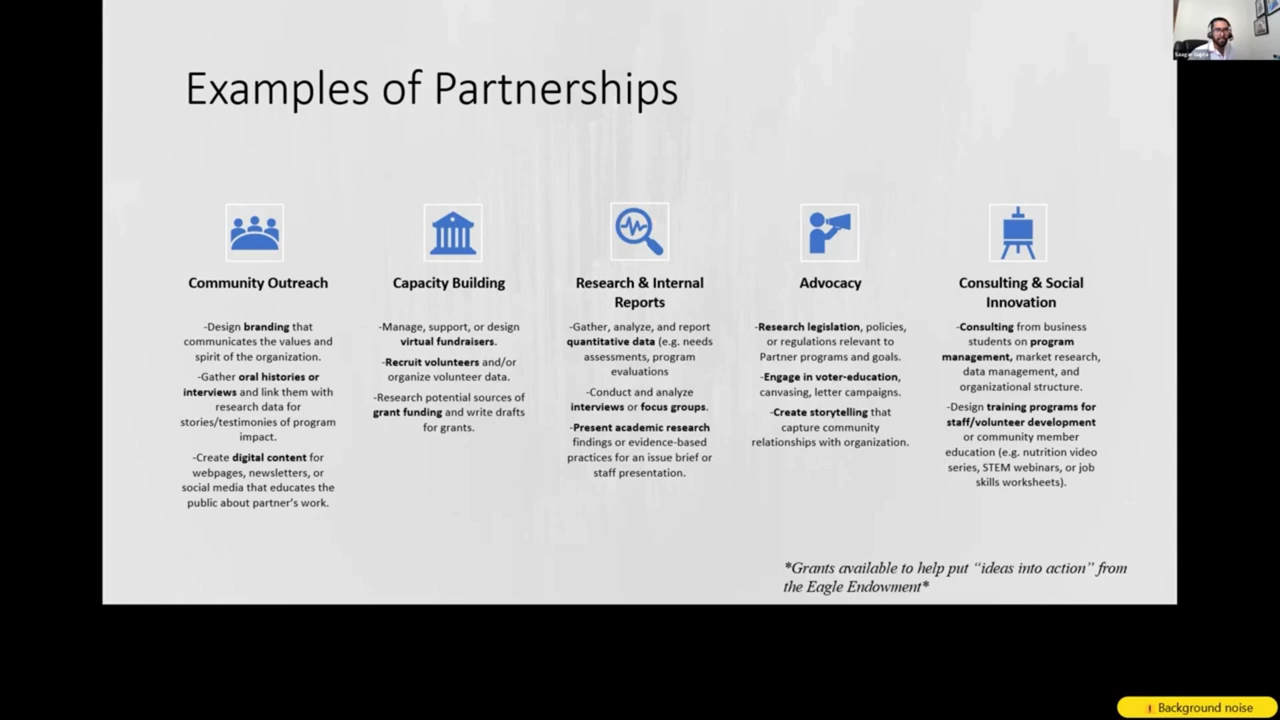 Examples of Partnerships
Community Outreach
-Design branding that
communicates the values and
spirit of the organization.
-Gather oral histories or
interviews and link them with
research data for
stories/testimonies of program
impact.
-Create digital content for
webpages, newsletters, or
social media that educates the
public about partner's work.
Capacity Building
-Manage, support, or design
virtual fundraisers.
-Recruit volunteers and/or
organize volunteer data.
-Research potential sources of
grant funding and write drafts
for grants.
Research & Internal
Reports
-Gather, analyze, and report
quantitative data (e.g. needs
assessments, program
evaluations
-Conduct and analyze
interviews or focus groups.
-Present academic research
findings or evidence-based
practices for an issue brief or
staff presentation.
Advocacy
-Research legislation, policies,
or regulations relevant to
Partner programs and goals.
-Engage in voter-education,
canvasing, letter campaigns.
-Create storytelling that
capture community
relationships with organization.
Consulting & Social
Innovation
-Consulting from business
students on program
management, market research,
data management, and
organizational structure.
-Design training programs for
staff/volunteer development
or community member
education (e.g. nutrition video
series, STEM webinars, or job
skills worksheets).
*Grants available to help put “ideas into action” from
the Eagle Endowment*
Background noise